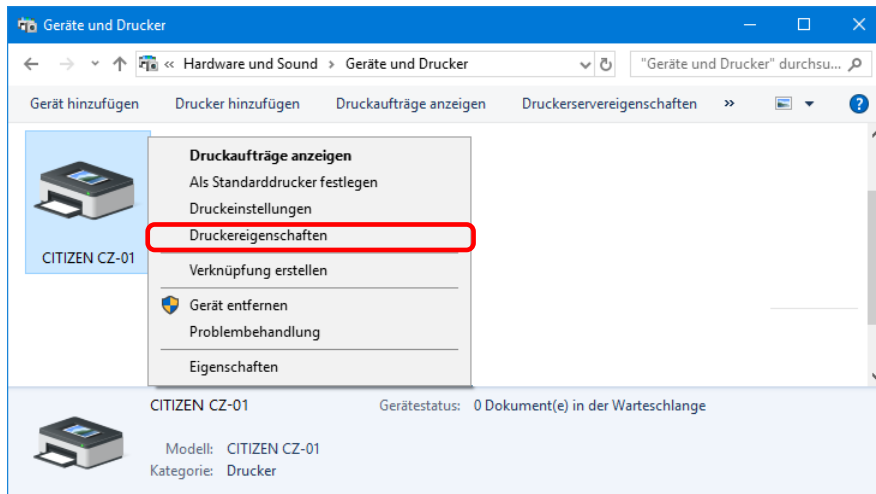 Geräte und Drucker
« Hardware und Sound > Geräte und Drucker
"Geräte und Drucker" durchsu...
Gerät hinzufügen Drucker hinzufügen Druckaufträge anzeigen Druckerservereigenschaften »
Druckaufträge anzeigen
Als Standarddrucker festlegen
Druckeinstellungen
Druckereigenschaften
CITIZEN CZ-01
Verknüpfung erstellen
Gerät entfernen
Problembehandlung
Eigenschaften
CITIZEN CZ-01 Gerätestatus: 0 Dokument(e) in der Warteschlange
Modell: CITIZEN CZ-01
Kategorie: Drucker